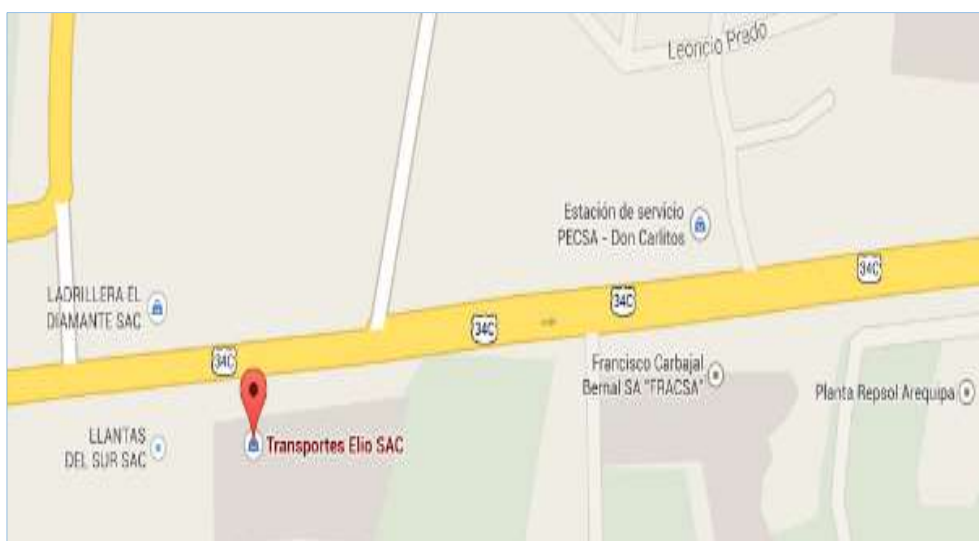 Leoncio Prado
Estación de servicio
PECSA - Don Carlitos
34C
LADRILLERA EL
DIAMANTE SAC
34C
34C
34C
Francisco Carbajal
Bernal SA "FRACSA"
Planta Repsol Arequipa
LLANTAS
DEL SUR SAC
Transportes Elio SAC